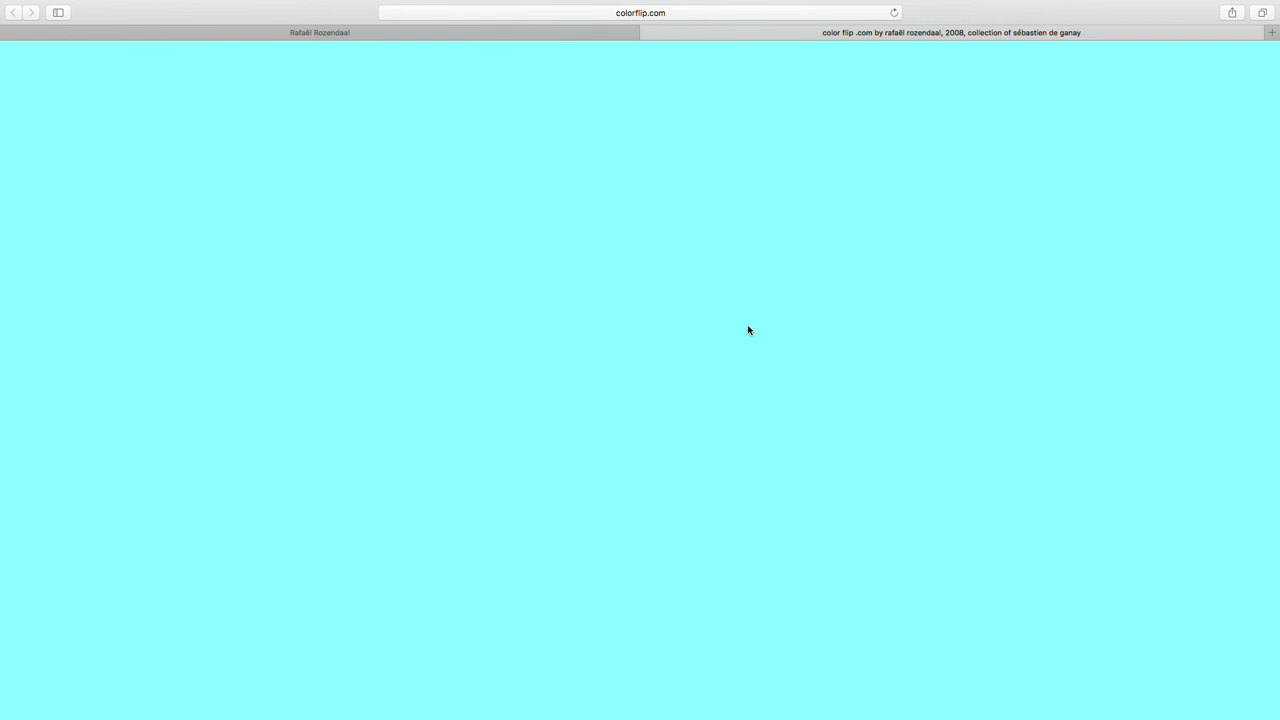 colorflip.com
Rafaël Rozendaal
color flip .com by rafaël rozendaal, 2008, collection of sébastien de ganay